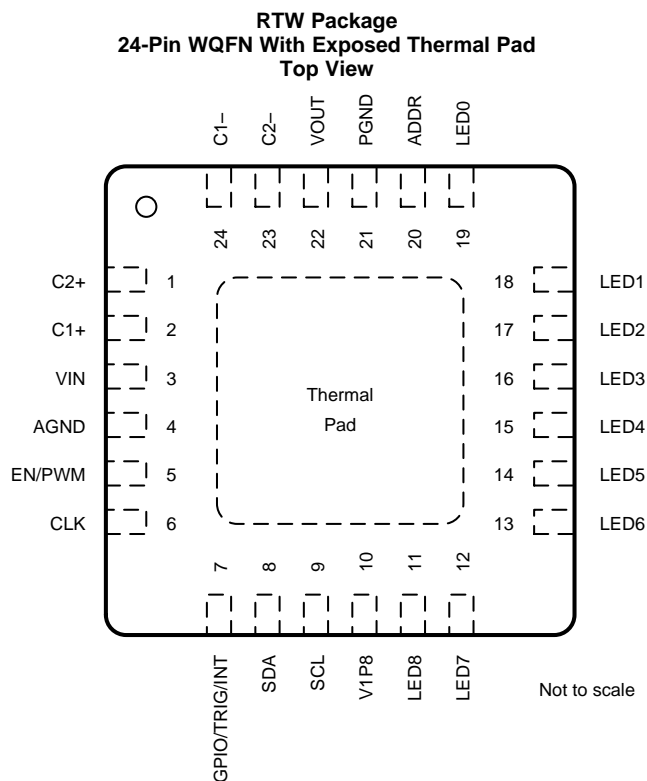 RTW Package
24-Pin WQFN With Exposed Thermal Pad
Top View
C1–
C2–
VOUT
PGND
ADDR
LED0
24
23
22
21
20
19
C2+ 1
C1+ 2
VIN 3
AGND 4
EN/PWM 5
CLK 6
18 LED1
17 LED2
16 LED3
15 LED4
14 LED5
13 LED6
Thermal
Pad
7
8
9
10
11
12
GPIO/TRIG/INT
SDA
SCL
V1P8
LED8
LED7
Not to scale